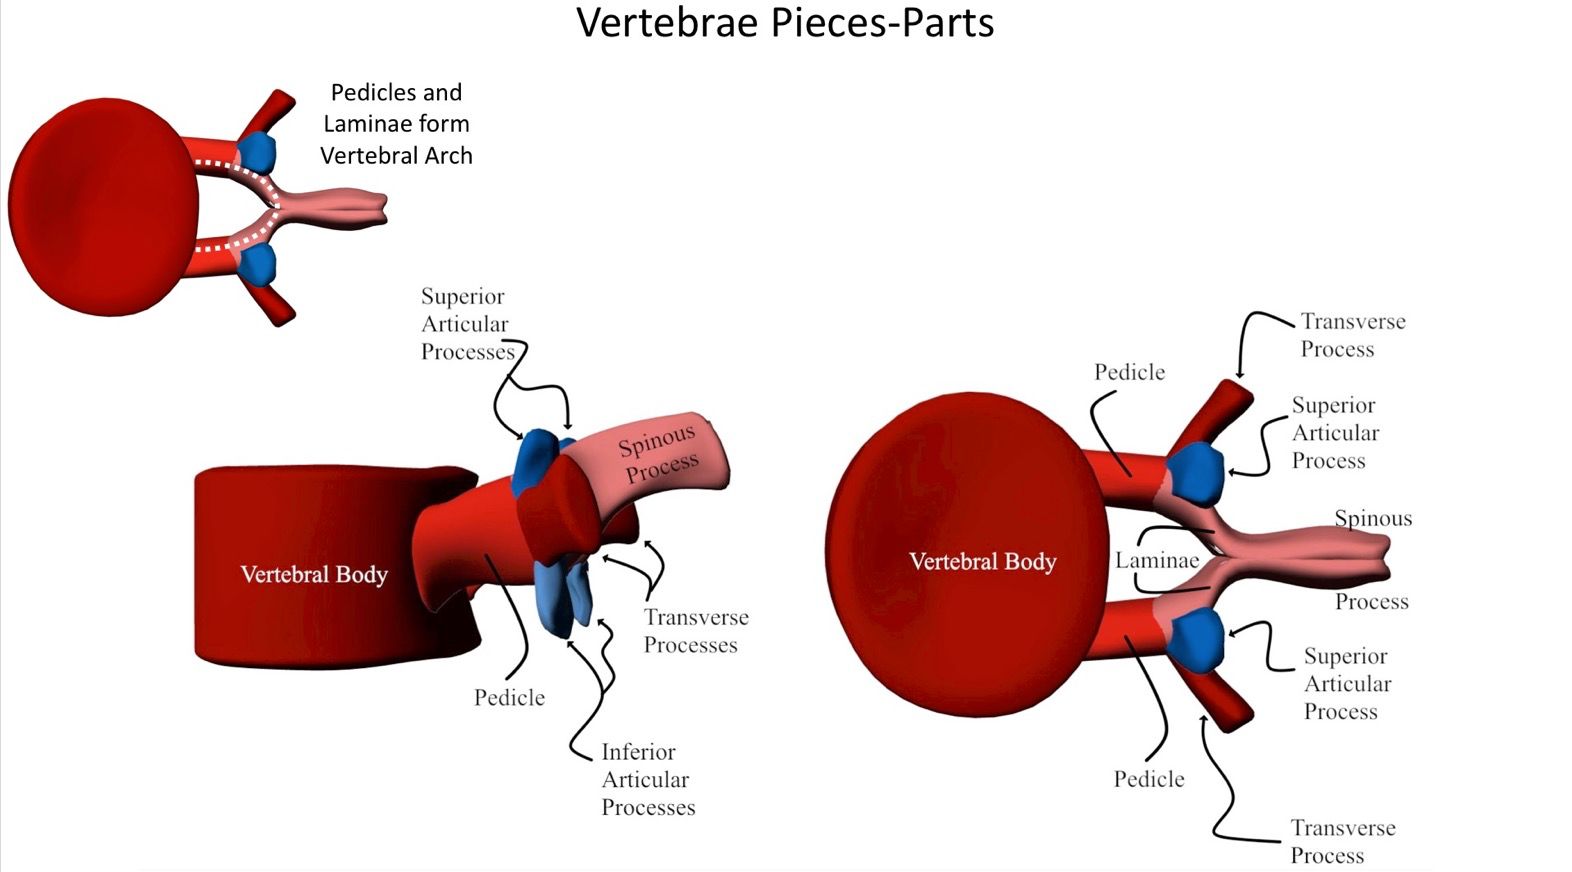 Vertebrae Pieces-Parts
Pedicles and
Laminae form
Vertebral Arch
Superior
Articular
Processes
Spinous
Process
Vertebral Body
Transverse
Processes
Pedicle
Inferior
Articular
Processes
Transverse
Process
Pedicle
Superior
Articular
Process
Spinous
Laminae
Vertebral Body
Process
Superior
Articular
Process
Pedicle
Transverse
Process